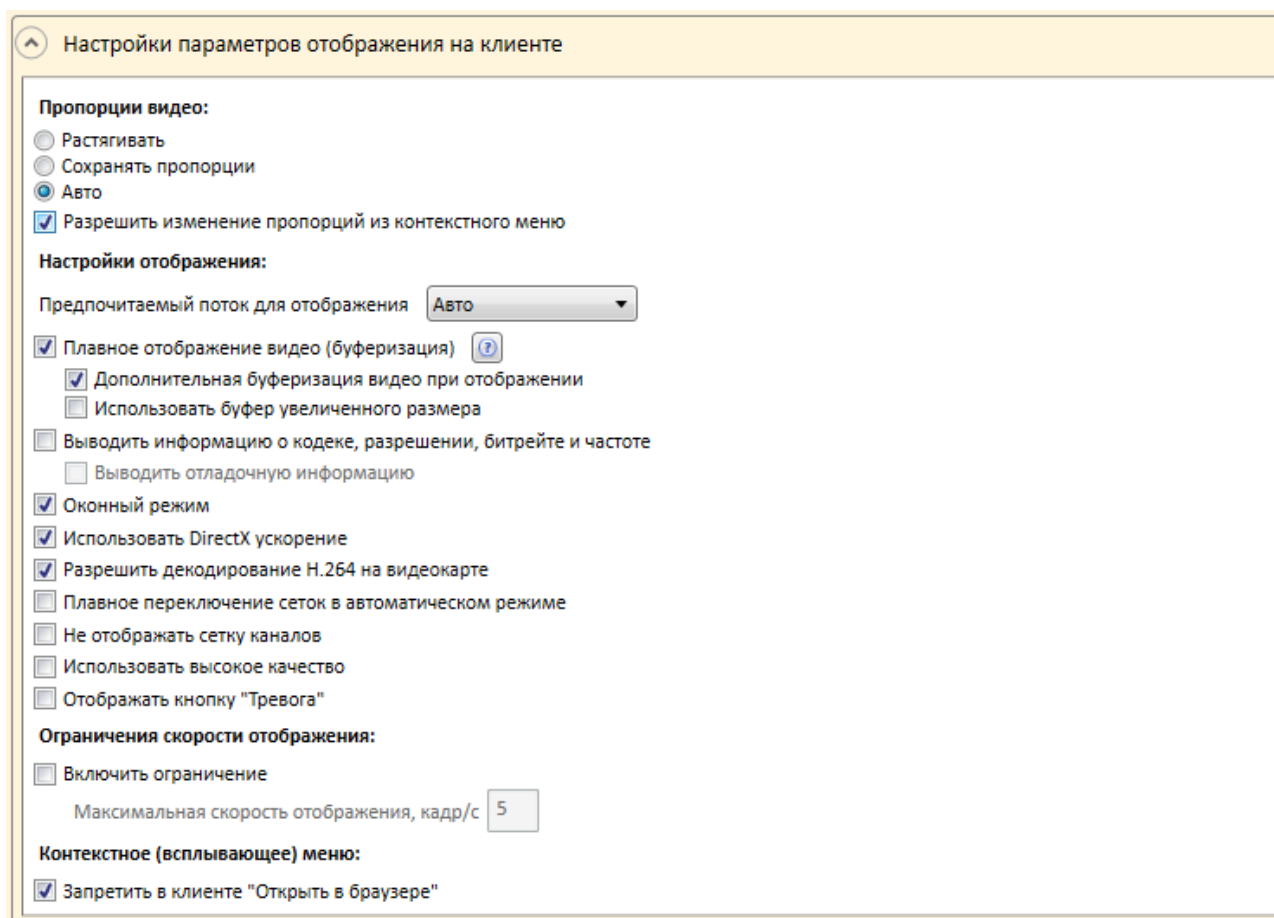 Настройки параметров отображения на клиенте
Пропорции видео:
Растягивать
Сохранять пропорции
Авто
Разрешить изменение пропорций из контекстного меню
Настройки отображения:
Предпочитаемый поток для отображения Авто
Плавное отображение видео (буферизация) ?
Дополнительная буферизация видео при отображении
Использовать буфер увеличенного размера
Выводить информацию о кодеке, разрешении, битрейте и частоте
Выводить отладочную информацию
Оконный режим
Использовать DirectX ускорение
Разрешить декодирование H.264 на видеокарте
Плавное переключение сеток в автоматическом режиме
Не отображать сетку каналов
Использовать высокое качество
Отображать кнопку "Тревога"
Ограничения скорости отображения:
Включить ограничение
Максимальная скорость отображения, кадр/с 5
Контекстное (всплывающее) меню:
Запретить в клиенте "Открыть в браузере"